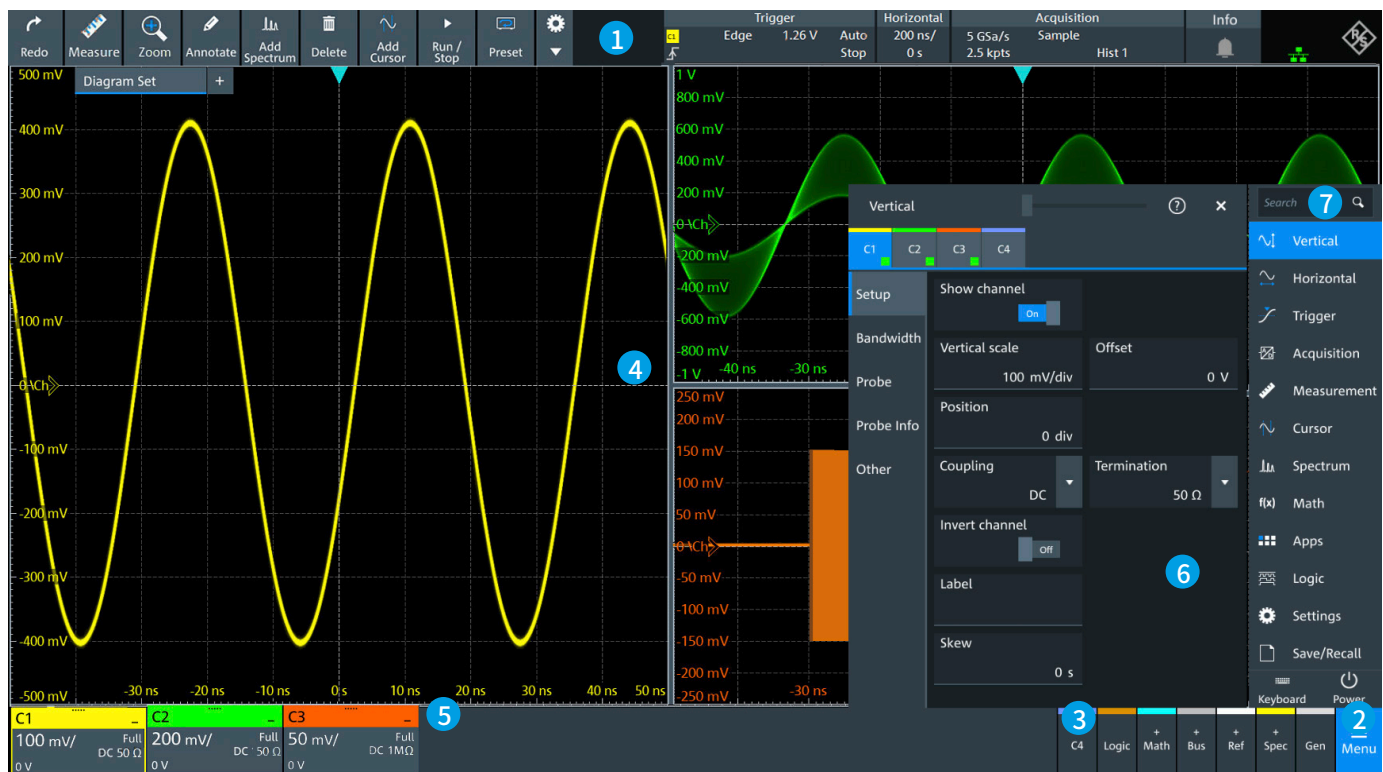 Redo
Measure
Zoom
Annotate
Add
Spectrum
Delete
Add
Cursor
Run /
Stop
Preset
1
C1
Trigger
Edge 1.26 V Auto
Stop
Horizontal
200 ns/
0 s
Acquisition
5 GSa/s Sample
2.5 kpts Hist 1
Info
R&S
Diagram Set +
500 mV
400 mV
300 mV
200 mV
100 mV
0 \Ch
-100 mV
-200 mV
-300 mV
-400 mV
-500 mV
-30 ns -20 ns -10 ns 0 s 10 ns 20 ns 30 ns 40 ns 50 ns
4
1 V
800 mV
600 mV
400 mV
200 mV
0 \Ch
-200 mV
-400 mV
-600 mV
-800 mV
-1 V
-40 ns -30 ns
250 mV
200 mV
150 mV
100 mV
50 mV
0 \Ch
-50 mV
-100 mV
-150 mV
-200 mV
-250 mV
-30 ns
Vertical ? ×
C1 C2 C3 C4
Setup
Bandwidth
Probe
Probe Info
Other
Show channel
On
Vertical scale
100 mV/div
Offset
0 V
Position
0 div
Coupling
DC
Termination
50 Ω
Invert channel
Off
Label
Skew
0 s
6
Search
7
Vertical
Horizontal
Trigger
Acquisition
Measurement
Cursor
Spectrum
f(x) Math
Apps
Logic
Settings
Save/Recall
Keyboard Power
C1
100 mV/ Full
DC 50 Ω
0 V
C2
200 mV/ Full
DC 50 Ω
0 V
C3
50 mV/ Full
DC 1MΩ
0 V
5
3
C4
Logic
+
Math
+
Bus
+
Ref
+
Spec
Gen
2
Menu